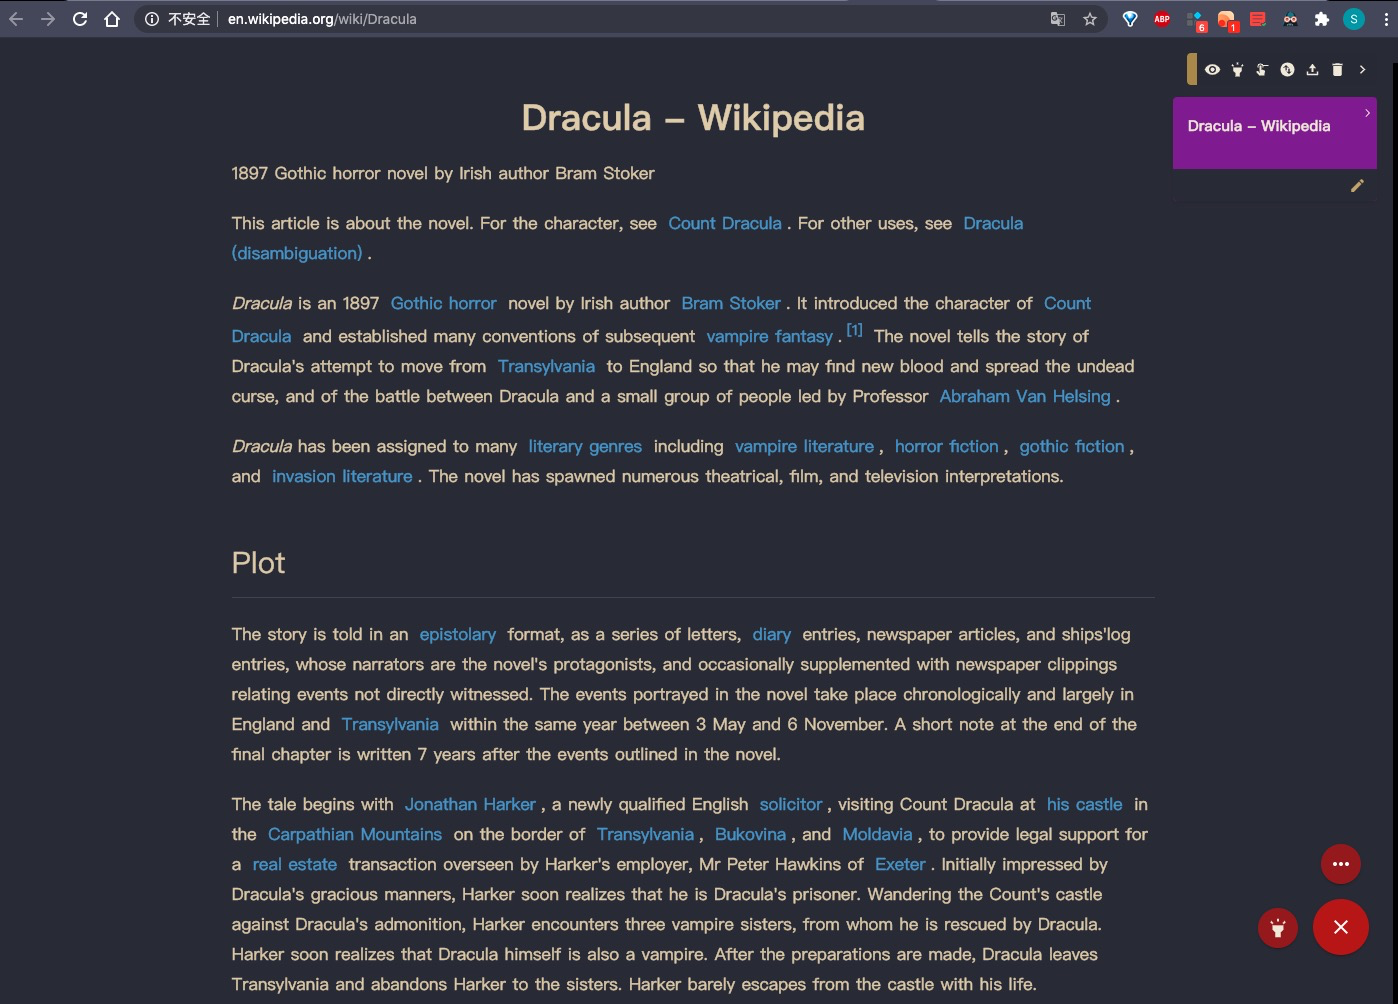 不安全 en.wikipedia.org/wiki/Dracula ABP 6 1 S
Dracula – Wikipedia
Dracula – Wikipedia
1897 Gothic horror novel by Irish author Bram Stoker
This article is about the novel. For the character, see Count Dracula . For other uses, see Dracula
(disambiguation) .
Dracula is an 1897 Gothic horror novel by Irish author Bram Stoker . It introduced the character of Count
Dracula and established many conventions of subsequent vampire fantasy . [1] The novel tells the story of
Dracula's attempt to move from Transylvania to England so that he may find new blood and spread the undead
curse, and of the battle between Dracula and a small group of people led by Professor Abraham Van Helsing .
Dracula has been assigned to many literary genres including vampire literature , horror fiction , gothic fiction ,
and invasion literature . The novel has spawned numerous theatrical, film, and television interpretations.
Plot
The story is told in an epistolary format, as a series of letters, diary entries, newspaper articles, and ships'log
entries, whose narrators are the novel's protagonists, and occasionally supplemented with newspaper clippings
relating events not directly witnessed. The events portrayed in the novel take place chronologically and largely in
England and Transylvania within the same year between 3 May and 6 November. A short note at the end of the
final chapter is written 7 years after the events outlined in the novel.
The tale begins with Jonathan Harker , a newly qualified English solicitor , visiting Count Dracula at his castle in
the Carpathian Mountains on the border of Transylvania , Bukovina , and Moldavia , to provide legal support for
a real estate transaction overseen by Harker's employer, Mr Peter Hawkins of Exeter . Initially impressed by
Dracula's gracious manners, Harker soon realizes that he is Dracula's prisoner. Wandering the Count's castle
against Dracula's admonition, Harker encounters three vampire sisters, from whom he is rescued by Dracula.
Harker soon realizes that Dracula himself is also a vampire. After the preparations are made, Dracula leaves
Transylvania and abandons Harker to the sisters. Harker barely escapes from the castle with his life.